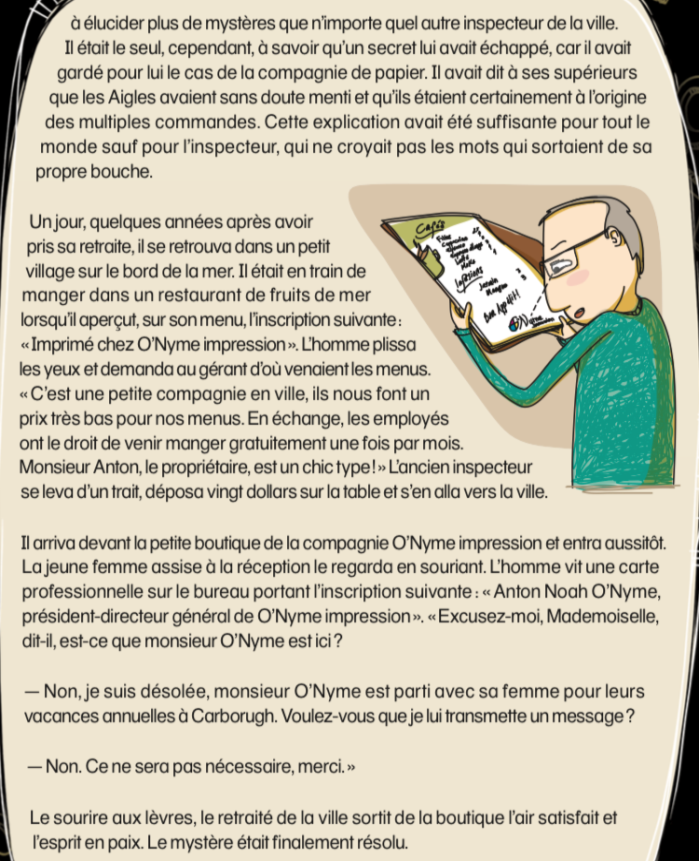 à élucider plus de mystères que n'importe quel autre inspecteur de la ville.
Il était le seul, cependant, à savoir qu'un secret lui avait échappé, car il avait
gardé pour lui le cas de la compagnie de papier. Il avait dit à ses supérieurs
que les Aigles avaient sans doute menti et qu'ils étaient certainement à l'origine
des multiples commandes. Cette explication avait été suffisante pour tout le
monde sauf pour l'inspecteur, qui ne croyait pas les mots qui sortaient de sa
propre bouche.
Un jour, quelques années après avoir
pris sa retraite, il se retrouva dans un petit
village sur le bord de la mer. Il était en train de
manger dans un restaurant de fruits de mer
lorsqu'il aperçut, sur son menu, l'inscription suivante :
« Imprimé chez O'Nyme impression ». L'homme plissa
les yeux et demanda au gérant d'où venaient les menus.
« C'est une petite compagnie en ville, ils nous font un
prix très bas pour nos menus. En échange, les employés
ont le droit de venir manger gratuitement une fois par mois.
Monsieur Anton, le propriétaire, est un chic type ! » L'ancien inspecteur
se leva d'un trait, déposa vingt dollars sur la table et s'en alla vers la ville.
Il arriva devant la petite boutique de la compagnie O'Nyme impression et entra aussitôt.
La jeune femme assise à la réception le regarda en souriant. L'homme vit une carte
professionnelle sur le bureau portant l'inscription suivante : « Anton Noah O'Nyme,
président-directeur général de O'Nyme impression ». « Excusez-moi, Mademoiselle,
dit-il, est-ce que monsieur O'Nyme est ici ?
— Non, je suis désolée, monsieur O'Nyme est parti avec sa femme pour leurs
vacances annuelles à Carborugh. Voulez-vous que je lui transmette un message ?
— Non. Ce ne sera pas nécessaire, merci. »
Le sourire aux lèvres, le retraité de la ville sortit de la boutique l'air satisfait et
l'esprit en paix. Le mystère était finalement résolu.
Cafés
Infusions
Jasmin
Bon Appétit!
O'Nyme